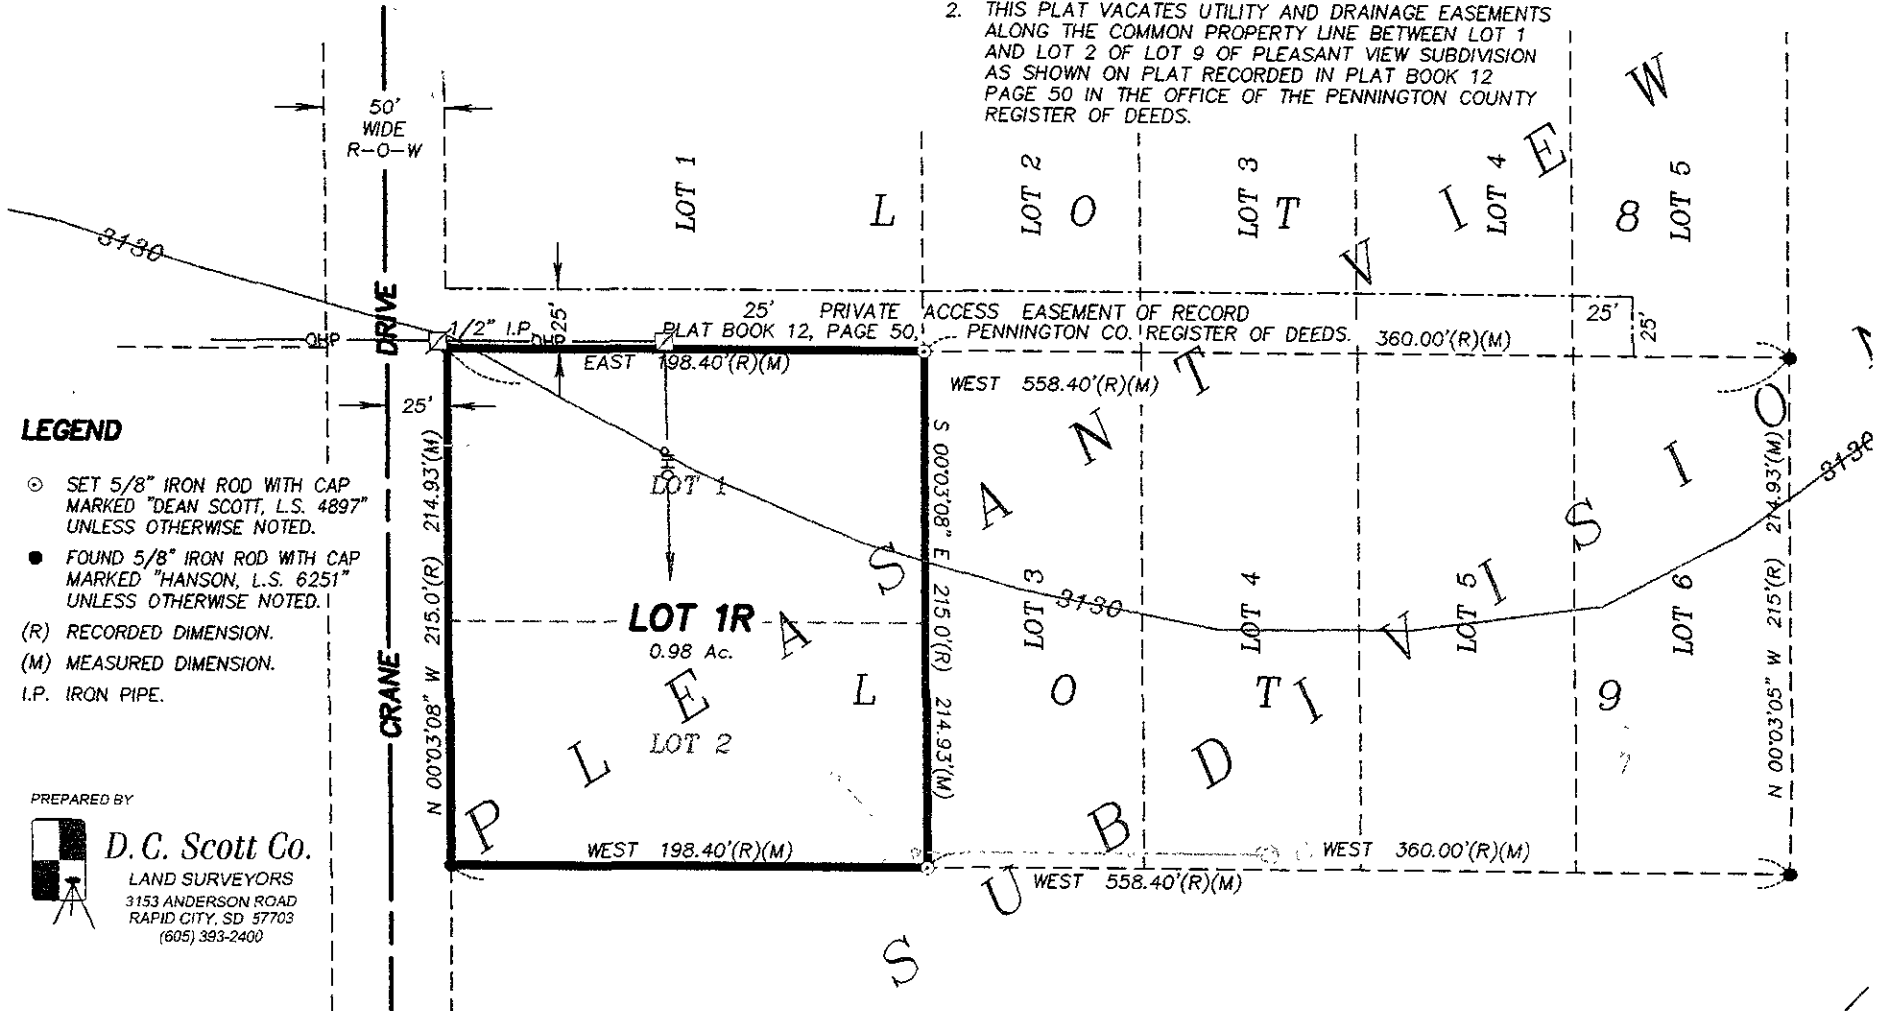 2. THIS PLAT VACATES UTILITY AND DRAINAGE EASEMENTS
ALONG THE COMMON PROPERTY LINE BETWEEN LOT 1
AND LOT 2 OF LOT 9 OF PLEASANT VIEW SUBDIVISION
AS SHOWN ON PLAT RECORDED IN PLAT BOOK 12
PAGE 50 IN THE OFFICE OF THE PENNINGTON COUNTY
REGISTER OF DEEDS.
50'
WIDE
R-O-W
LOT 1
LOT 2
LOT 3
LOT 4
LOT 5
L O T 8
3130
25'
25' PRIVATE ACCESS EASEMENT OF RECORD
PLAT BOOK 12, PAGE 50, PENNINGTON CO. REGISTER OF DEEDS.
360.00'(R)(M)
25'
25'
OHP
1/2" I.P.
OHP
EAST 198.40'(R)(M)
WEST 558.40'(R)(M)
25'
CRANE DRIVE
LEGEND
SET 5/8" IRON ROD WITH CAP
MARKED "DEAN SCOTT, L.S. 4897"
UNLESS OTHERWISE NOTED.
FOUND 5/8" IRON ROD WITH CAP
MARKED "HANSON, L.S. 6251"
UNLESS OTHERWISE NOTED.
(R) RECORDED DIMENSION.
(M) MEASURED DIMENSION.
I.P. IRON PIPE.
N 00°03'08" W 215.0'(R) 214.93'(M)
OHP
LOT 1
LOT 1R
0.98 Ac.
LOT 2
S 00°03'08" E 215.0'(R) 214.93'(M)
LOT 3
3130
LOT 4
LOT 5
LOT 6
L O T 9
3130
N 00°03'05" W 215'(R) 214.93'(M)
PLEASANT VIEW
SUBDIVISION
WEST 198.40'(R)(M)
WEST 360.00'(R)(M)
WEST 558.40'(R)(M)
PREPARED BY
D.C. Scott Co.
LAND SURVEYORS
3153 ANDERSON ROAD
RAPID CITY, SD 57703
(605) 393-2400